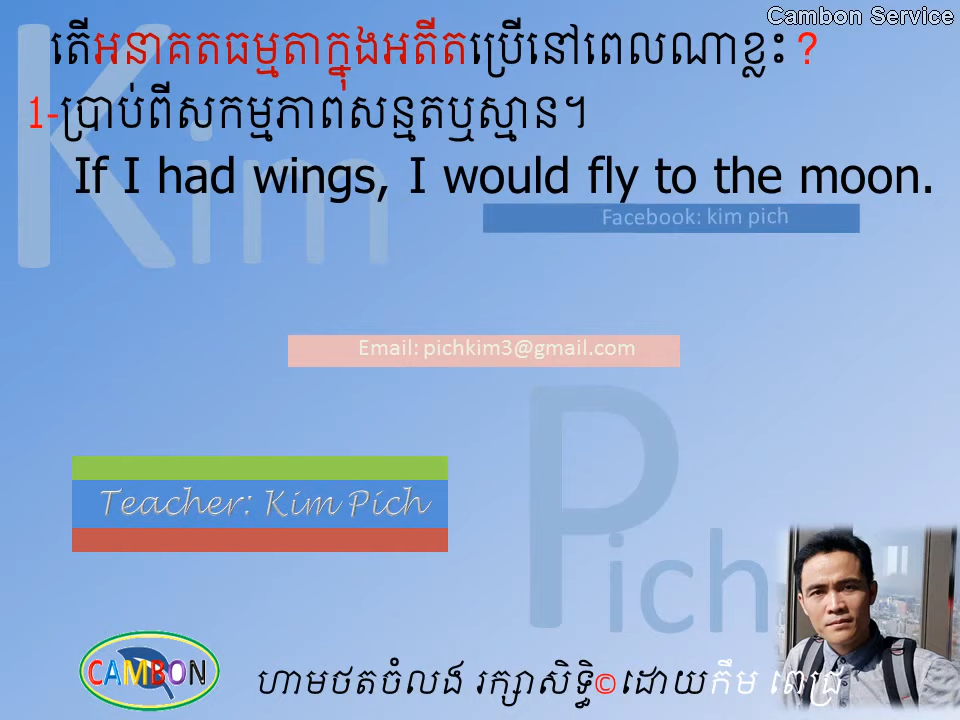 Cambon Service
តើអនាគតធម្មតាក្នុងអតីតប្រើនៅពេលណាខ្លះ?
1-ប្រាប់ពីសកម្មភាពសន្មតឬស្មាន។
If I had wings, I would fly to the moon.
Kim
Facebook: kim pich
Email: pichkim3@gmail.com
Pich
Teacher: Kim Pich
CAMBON
ហាមថតចំលង រក្សាសិទ្ធិ©ដោយកឹម ពេជ្រ